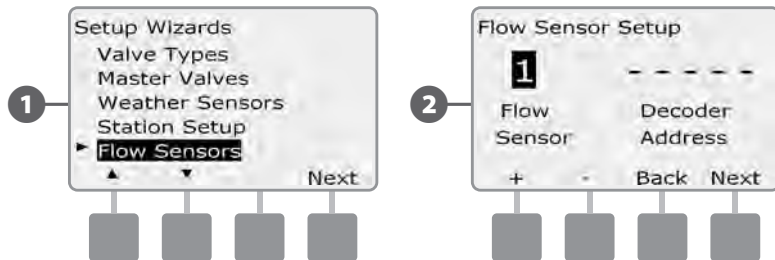 1
Setup Wizards
Valve Types
Master Valves
Weather Sensors
Station Setup
► Flow Sensors
▲ ▼ Next
2
Flow Sensor Setup
1 - - - - -
Flow Sensor
Decoder Address
+ - Back Next